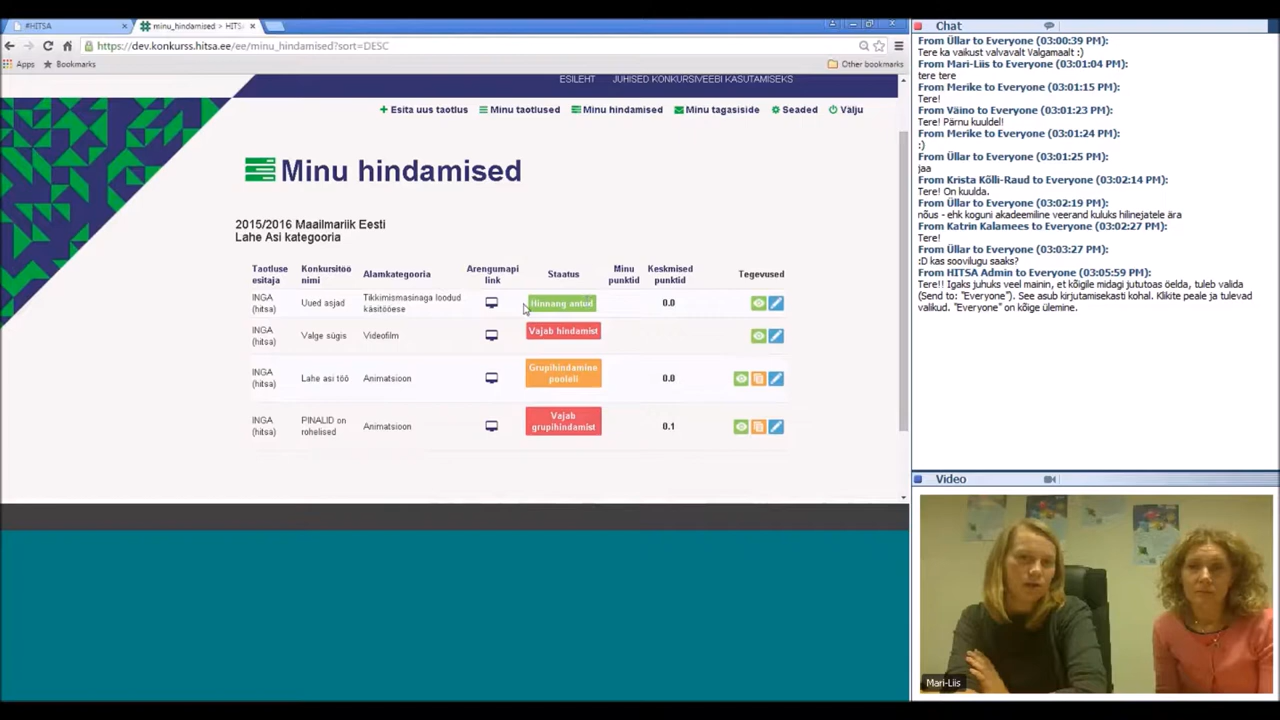 #HITSA
minu_hindamised > HITS
https://dev.konkurss.hitsa.ee/ee/minu_hindamised?sort=DESC
Apps Bookmarks Other bookmarks
ESILEHT JUHISED KONKURSIVEEBI KASUTAMISEKS
Esita uus taotlus Minu taotlused Minu hindamised Minu tagasiside Seaded Välju
Minu hindamised
2015/2016 Maailmariik Eesti
Lahe Asi kategooria
Taotluse esitaja Konkursitöö nimi Alamkategooria Arengumapi link Staatus Minu punktid Keskmised punktid Tegevused
INGA (hitsa) Uued asjad Tikkimismasinaga loodud käsitööese Hinnang antud 0.0
INGA (hitsa) Valge sügis Videofilm Vajab hindamist
INGA (hitsa) Lahe asi töö Animatsioon Grupihindamine pooleli 0.0
INGA (hitsa) PINALID on rohelised Animatsioon Vajab grupihindamist 0.1
Chat
From Üllar to Everyone (03:00:39 PM):
Tere ka vaikust valvavalt Valgamaalt :)
From Mari-Liis to Everyone (03:01:04 PM):
tere tere
From Merike to Everyone (03:01:15 PM):
Tere!
From Väino to Everyone (03:01:23 PM):
Tere! Pärnu kuuldel!
From Merike to Everyone (03:01:24 PM):
:)
From Üllar to Everyone (03:01:25 PM):
jaa
From Krista Kõlli-Raud to Everyone (03:02:14 PM):
Tere! On kuulda.
From Üllar to Everyone (03:02:19 PM):
nõus - ehk koguni akadeemiline veerand kuluks hilinejatele ära
From Katrin Kalamees to Everyone (03:02:27 PM):
Tere!
From Üllar to Everyone (03:03:27 PM):
:D kas soovilugu saaks?
From HITSA Admin to Everyone (03:05:59 PM):
Tere!! Igaks juhuks veel mainin, et kõigile midagi jututoas öelda, tuleb valida
(Send to: "Everyone"). See asub kirjutamisekasti kohal. Klikite peale ja tulevad
valikud. "Everyone" on kõige ülemine.
Video
Mari-Liis